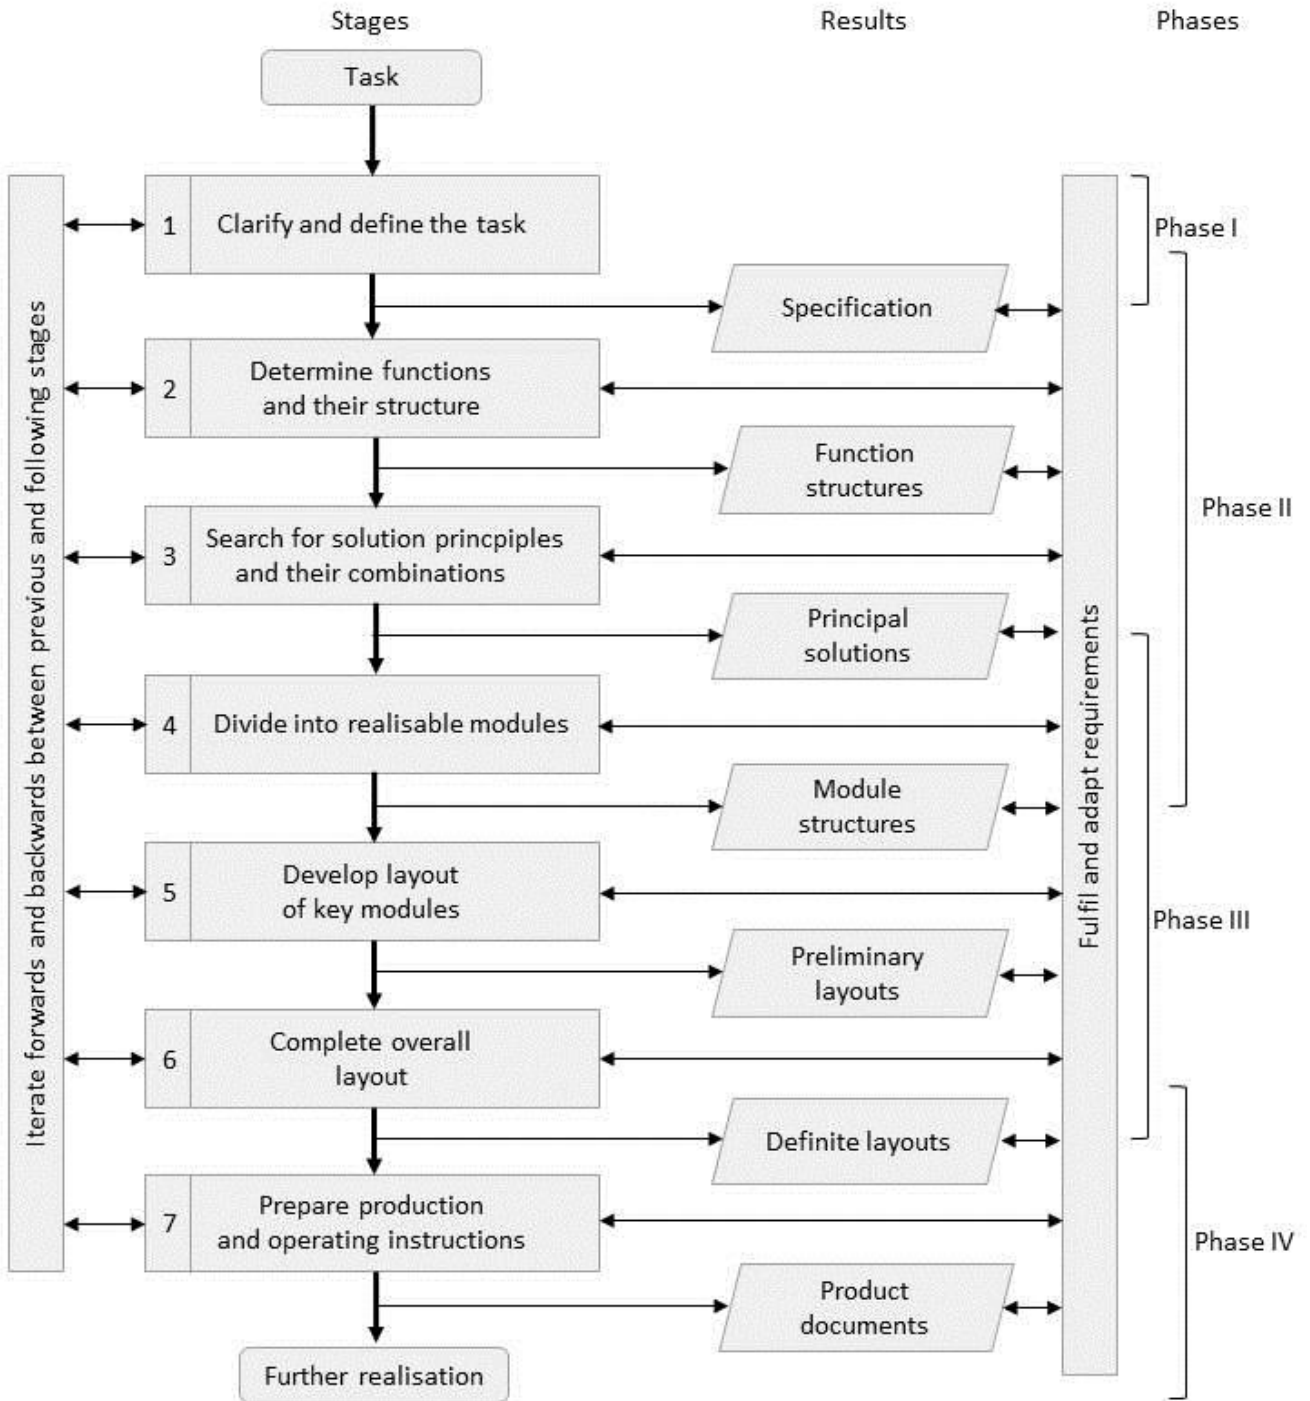 Stages
Results
Phases
Task
1
Clarify and define the task
Phase I
Specification
2
Determine functions
and their structure
Function
structures
Phase II
3
Search for solution princpiples
and their combinations
Principal
solutions
4
Divide into realisable modules
Module
structures
5
Develop layout
of key modules
Phase III
Preliminary
layouts
6
Complete overall
layout
Definite layouts
7
Prepare production
and operating instructions
Phase IV
Product
documents
Further realisation
Iterate forwards and backwards between previous and following stages
Fulfil and adapt requirements